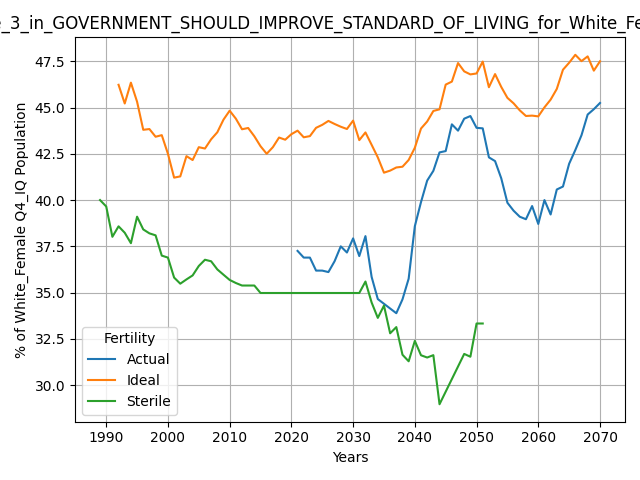 _3_in_GOVERNMENT_SHOULD_IMPROVE_STANDARD_OF_LIVING_for_White_Fe
% of White_Female Q4_IQ Population
47.5
45.0
42.5
40.0
37.5
35.0
32.5
30.0
Fertility
Actual
Ideal
Sterile
1990 2000 2010 2020 2030 2040 2050 2060 2070
Years